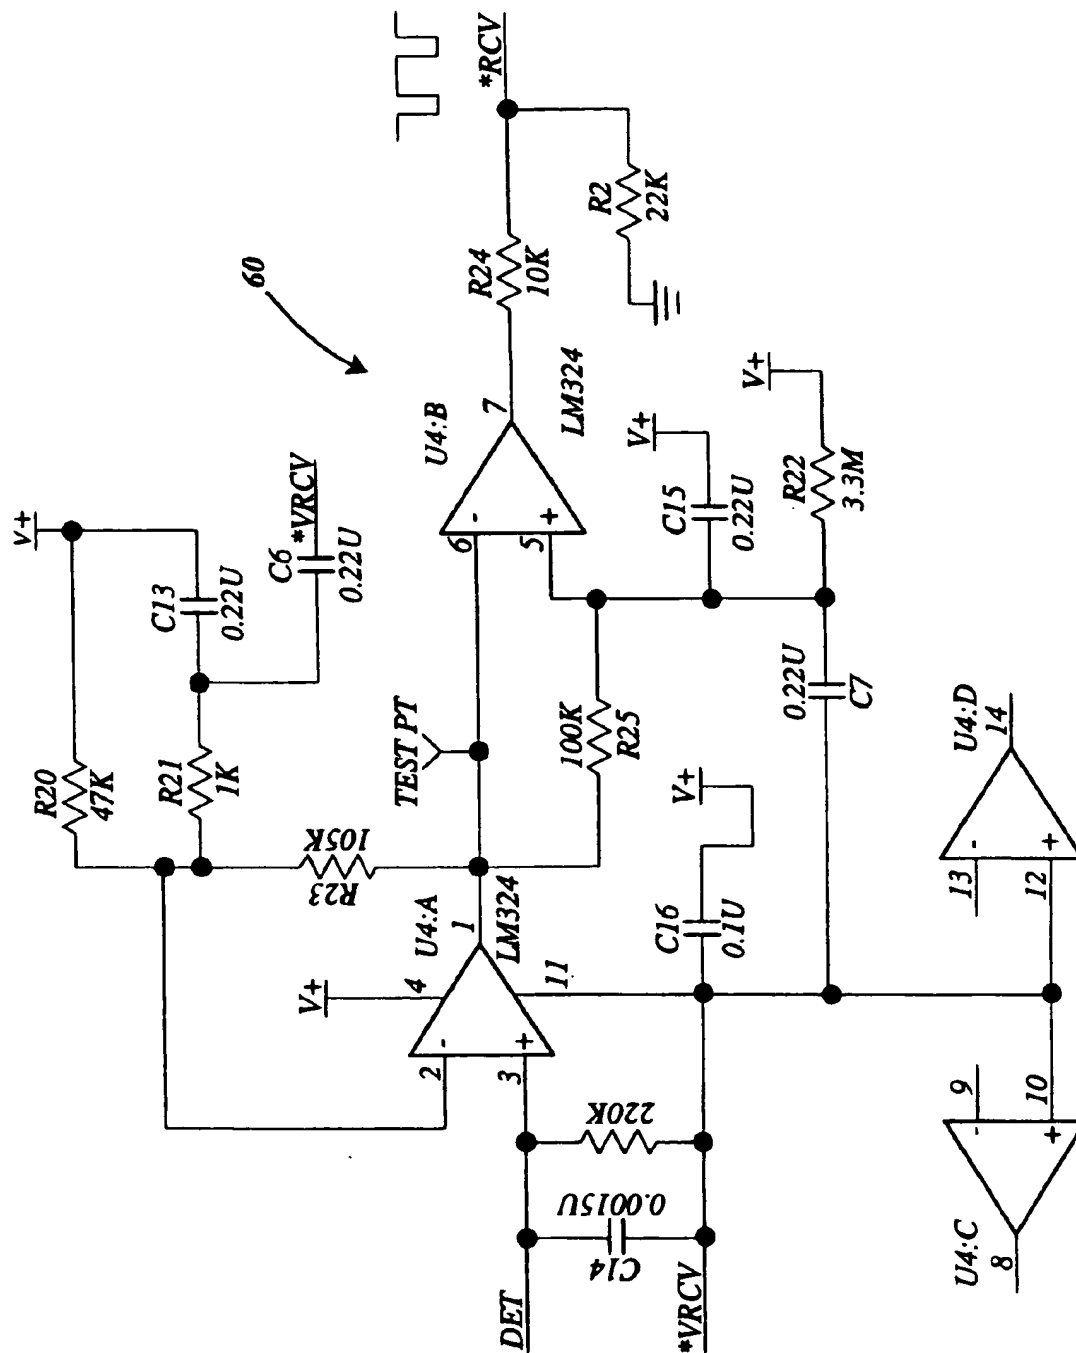 *RCV
60
R24
10K
R2
22K
U4:B
7
LM324
6
-
5
+
V+
C15
0.22U
V+
R22
3.3M
V+
C13
0.22U
C6
*VRCV
0.22U
R20
47K
R21
1K
R23
105K
TEST PT
100K
R25
0.22U
C7
U4:A
1
LM324
V+
4
11
2
-
3
+
C16
0.1U
V+
U4:D
14
13
-
12
+
220K
0.0015U
C14
DET
*VRCV
9
-
10
+
U4:C
8